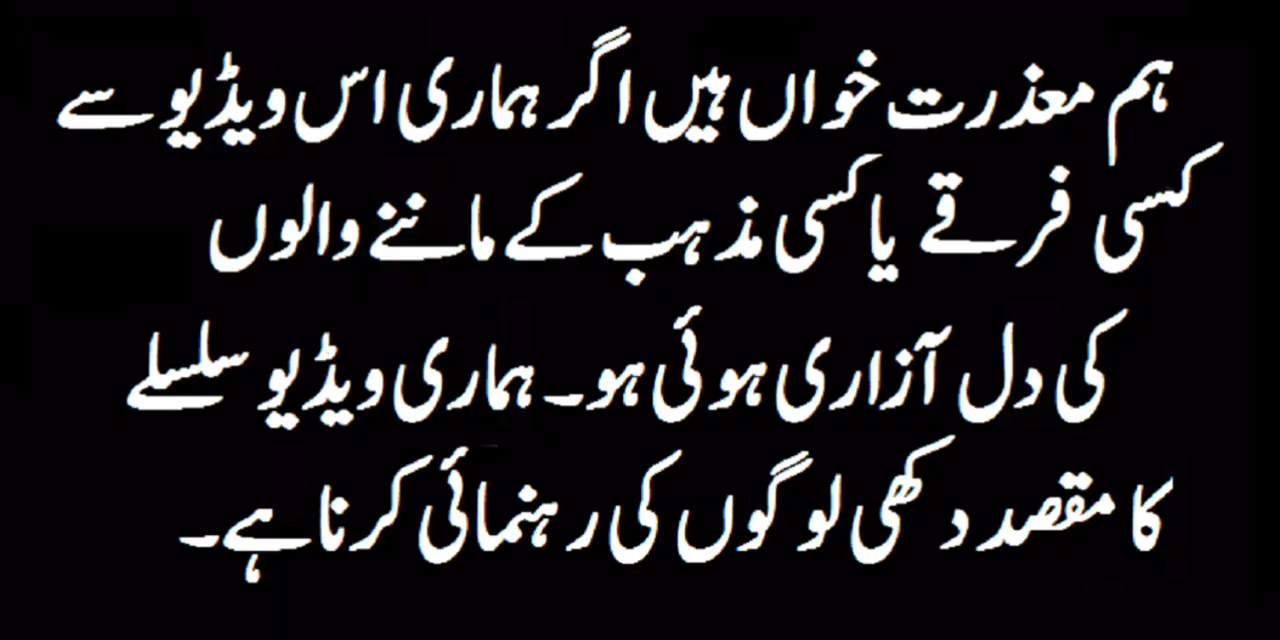 ہم معذرت خواں ہیں اگر ہماری اس ویڈیو سے
کسی فرقے یا کسی مذہب کے ماننے والوں
کی دل آزاری ہوئی ہو۔ ہماری ویڈیو سلسلے
کا مقصد دکھی لوگوں کی رہنمائی کرنا ہے۔